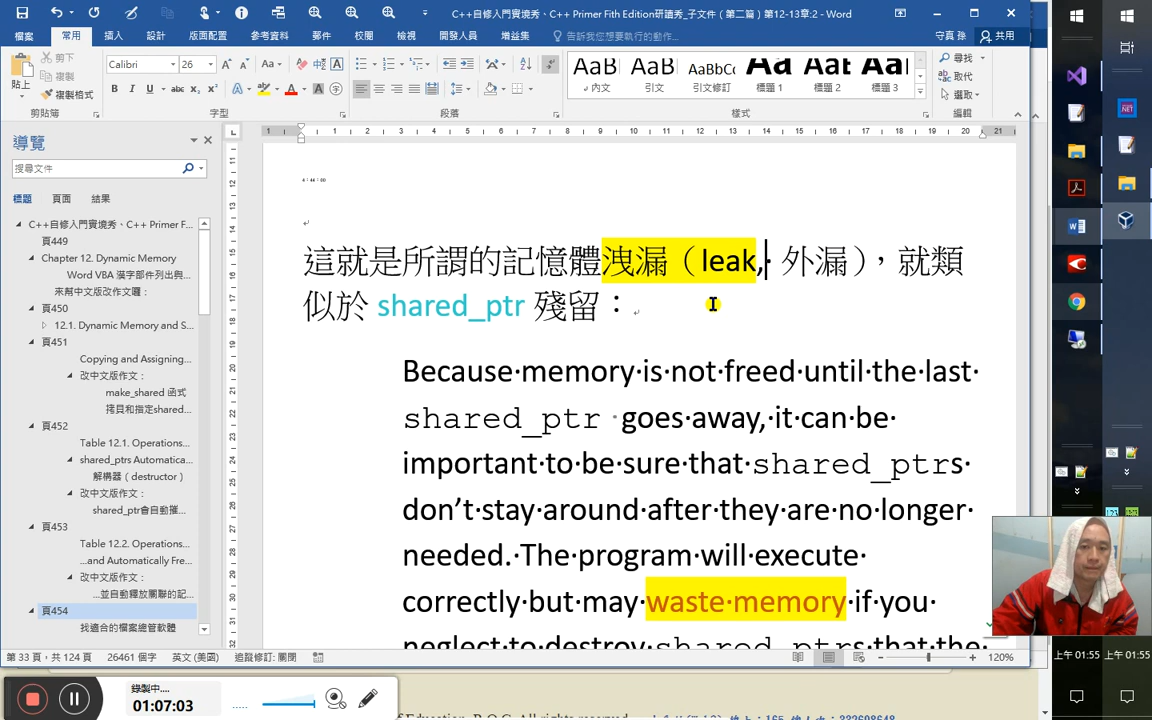 C++自修入門實境秀、C++ Primer Fith Edition研讀秀_子文件（第二篇）第12-13章:2 - Word
檔案 常用 插入 設計 版面配置 參考資料 郵件 校閱 檢視 開發人員 增益集 告訴我您想要執行的動作... 守真 孫 共用
貼上 剪下 複製 複製格式 剪貼簿
Calibri 26 字型
段落
AaB AaB AaBbCc AaB AaB AaB
內文 引文 引文修訂 標題 1 標題 2 標題 3 樣式
尋找 取代 選取 編輯
導覽
搜尋文件
標題 頁面 結果
C++自修入門實境秀、C++ Primer F...
頁449
Chapter 12. Dynamic Memory
Word VBA 漢字部件列出與...
來幫中文版改作文囉：
頁450
12.1. Dynamic Memory and S...
頁451
Copying and Assigning...
改中文版作文：
make_shared 函式
拷貝和指定shared...
頁452
Table 12.1. Operations...
shared_ptrs Automatica...
解構器（destructor）
改中文版作文：
shared_ptr會自動摧...
頁453
Table 12.2. Operations...
...and Automatically Fre...
改中文版作文：
...並自動釋放關聯的記...
頁454
找適合的檔案總管軟體
4：44：00
這就是所謂的記憶體洩漏（leak, 外漏），就類
似於 shared_ptr 殘留：
Because memory is not freed until the last
shared_ptr goes away, it can be
important to be sure that shared_ptrs
don’t stay around after they are no longer
needed. The program will execute
correctly but may waste memory if you
neglect to destroy shared_ptrs that the
第 33 頁，共 124 頁 26461 個字 英文 (美國) 追蹤修訂: 關閉 120%
錄製中....
01:07:03
上午 01:55 上午 01:55